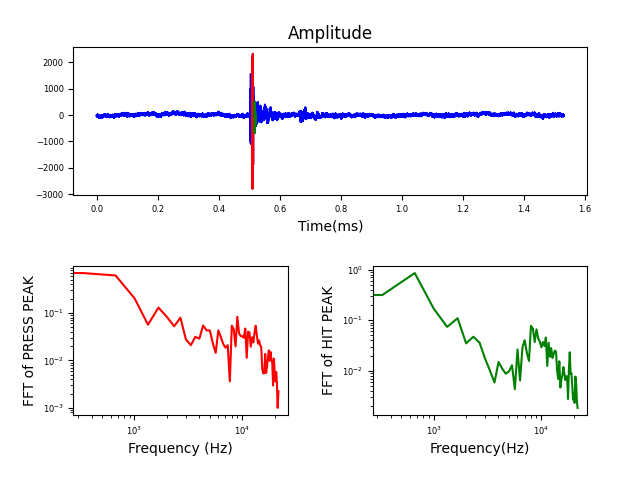 Amplitude
2000
1000
0
−1000
−2000
−3000
0.0 0.2 0.4 0.6 0.8 1.0 1.2 1.4 1.6
Time(ms)
FFT of PRESS PEAK
10⁻¹
10⁻²
10⁻³
10³ 10⁴
Frequency (Hz)
FFT of HIT PEAK
10⁰
10⁻¹
10⁻²
10³ 10⁴
Frequency(Hz)